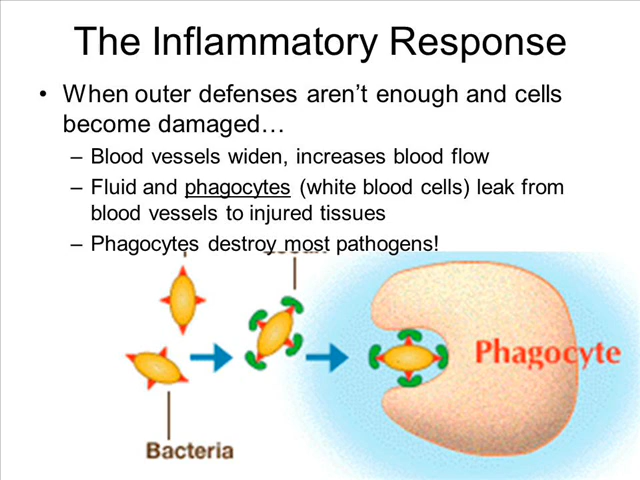 The Inflammatory Response
• When outer defenses aren't enough and cells
become damaged…
– Blood vessels widen, increases blood flow
– Fluid and phagocytes (white blood cells) leak from
blood vessels to injured tissues
– Phagocytes destroy most pathogens!
Phagocyte
Bacteria